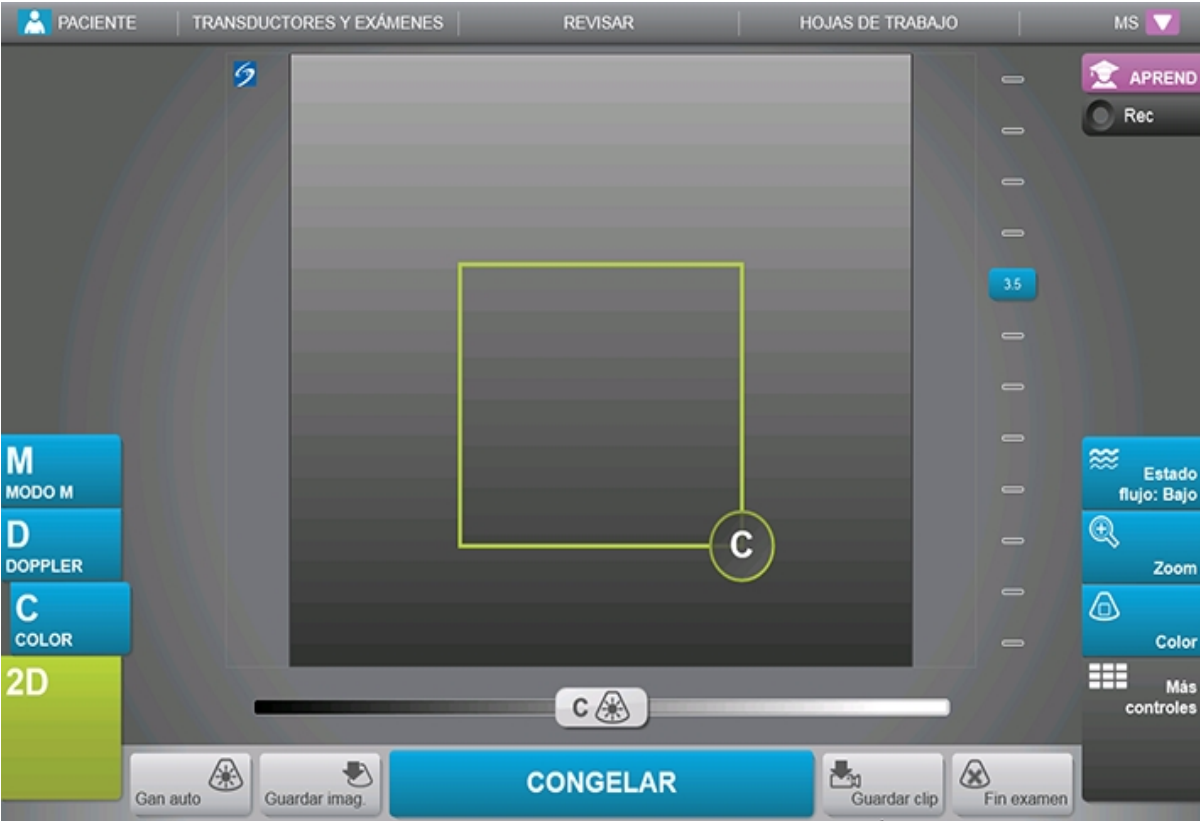 PACIENTE
TRANSDUCTORES Y EXÁMENES
REVISAR
HOJAS DE TRABAJO
MS
APREND
Rec
3.5
M
MODO M
D
DOPPLER
C
COLOR
2D
C
Estado
flujo: Bajo
Zoom
Color
Más
controles
C
Gan auto
Guardar imag.
CONGELAR
Guardar clip
Fin examen